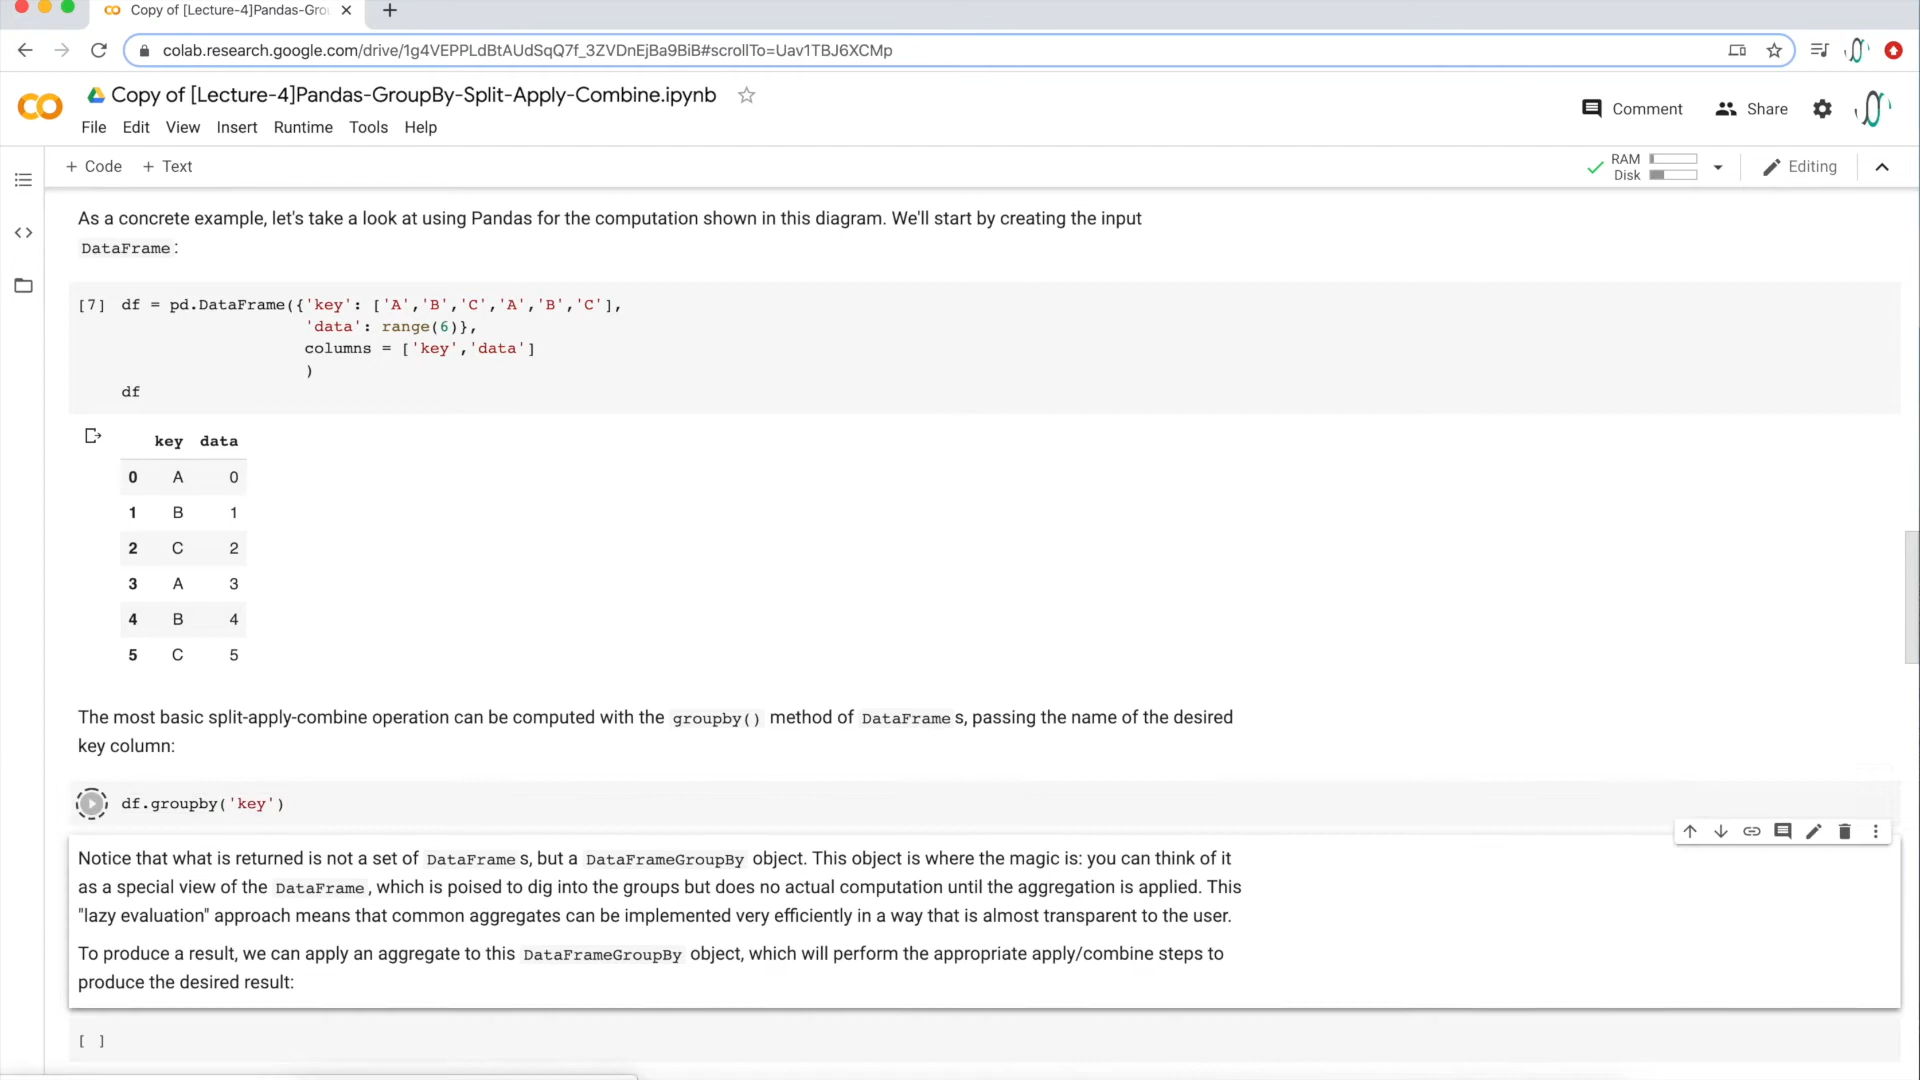 Copy of [Lecture-4]Pandas-Grou
colab.research.google.com/drive/1g4VEPPLdBtAUdSqQ7f_3ZVDnEjBa9BiB#scrollTo=Uav1TBJ6XCMp
Copy of [Lecture-4]Pandas-GroupBy-Split-Apply-Combine.ipynb
Comment Share
File Edit View Insert Runtime Tools Help
+ Code + Text
RAM
Disk
Editing
As a concrete example, let's take a look at using Pandas for the computation shown in this diagram. We'll start by creating the input
DataFrame:
[7] df = pd.DataFrame({'key': ['A','B','C','A','B','C'],
'data': range(6)},
columns = ['key','data']
)
df
key data
0 A 0
1 B 1
2 C 2
3 A 3
4 B 4
5 C 5
The most basic split-apply-combine operation can be computed with the groupby() method of DataFrames, passing the name of the desired
key column:
df.groupby('key')
Notice that what is returned is not a set of DataFrames, but a DataFrameGroupBy object. This object is where the magic is: you can think of it
as a special view of the DataFrame, which is poised to dig into the groups but does no actual computation until the aggregation is applied. This
"lazy evaluation" approach means that common aggregates can be implemented very efficiently in a way that is almost transparent to the user.
To produce a result, we can apply an aggregate to this DataFrameGroupBy object, which will perform the appropriate apply/combine steps to
produce the desired result:
[ ]